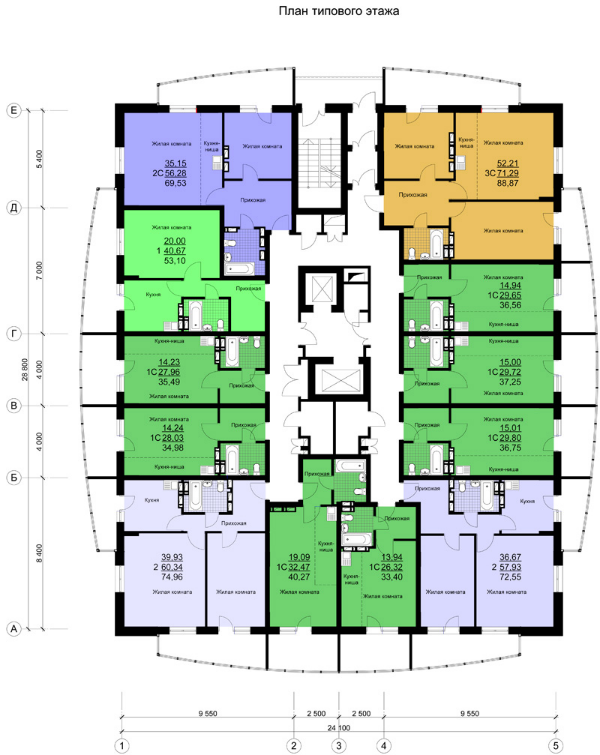 План типового этажа
Е
Д
Г
В
Б
А
5 400
7 000
4 000
4 000
8 400
28 800
Жилая комната
Кухня-ниша
35.15
2С 56.28
69,53
Жилая комната
Прихожая
Жилая комната
Жилая комната
Кухня-ниша
52.21
3С 71.29
88,87
Прихожая
Жилая комната
Жилая комната
20.00
1 40.67
53,10
Кухня
Прихожая
Прихожая
Жилая комната
14.94
1С 29.65
36,56
Кухня-ниша
Кухня-ниша
14.23
1С 27.96
35,49
Жилая комната
Прихожая
Кухня-ниша
15.00
1С 29.72
37,25
Жилая комната
Прихожая
Жилая комната
14.24
1С 28.03
34,98
Кухня-ниша
Прихожая
Жилая комната
15.01
1С 29.80
36,75
Кухня-ниша
Прихожая
Кухня
Прихожая
39.93
2 60.34
74,96
Жилая комната
Жилая комната
Прихожая
19.09
1С 32.47
40,27
Кухня-ниша
Жилая комната
Прихожая
13.94
1С 26.32
33,40
Кухня-ниша
Жилая комната
Прихожая
Кухня
36.67
2 57.93
72,55
Жилая комната
Жилая комната
9 550
2 500
2 500
9 550
24 100
1
2
3
4
5